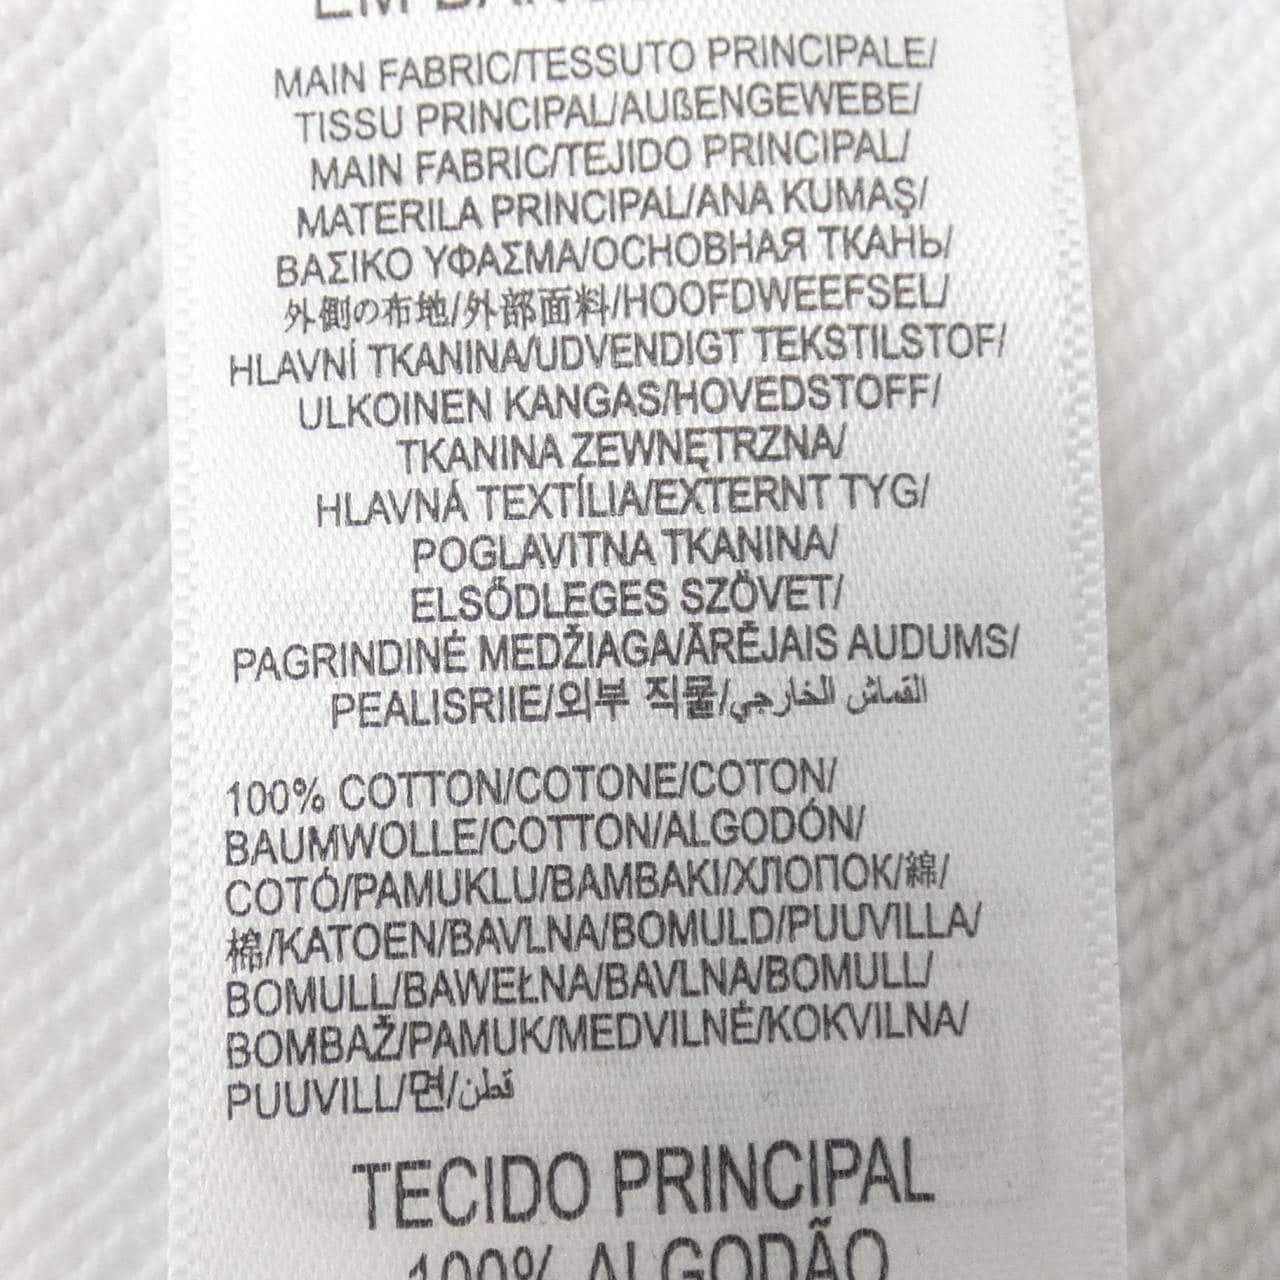 MAIN FABRIC/TESSUTO PRINCIPALE/
TISSU PRINCIPAL/AUßENGEWEBE/
MAIN FABRIC/TEJIDO PRINCIPAL/
MATERILA PRINCIPAL/ANA KUMAŞ/
ΒΑΣΙΚΟ ΥΦΑΣΜΑ/ОСНОВНАЯ ТКАНЬ/
外側の布地/外部面料/HOOFDWEEFSEL/
HLAVNÍ TKANINA/UDVENDIGT TEKSTILSTOF/
ULKOINEN KANGAS/HOVEDSTOFF/
TKANINA ZEWNĘTRZNA/
HLAVNÁ TEXTÍLIA/EXTERNT TYG/
POGLAVITNA TKANINA/
ELSŐDLEGES SZÖVET/
PAGRINDINĖ MEDŽIAGA/ĀRĒJAIS AUDUMS/
PEALISRIIE/외부 직물/القماش الخارجي
100% COTTON/COTONE/COTON/
BAUMWOLLE/COTTON/ALGODÓN/
COTÓ/PAMUKLU/BAMBAKI/ХЛОПОК/綿/
棉/KATOEN/BAVLNA/BOMULD/PUUVILLA/
BOMULL/BAWEŁNA/BAVLNA/BOMULL/
BOMBAŽ/PAMUK/MEDVILNĖ/KOKVILNA/
PUUVILL/면/قطن
TECIDO PRINCIPAL
100% ALGODÃO